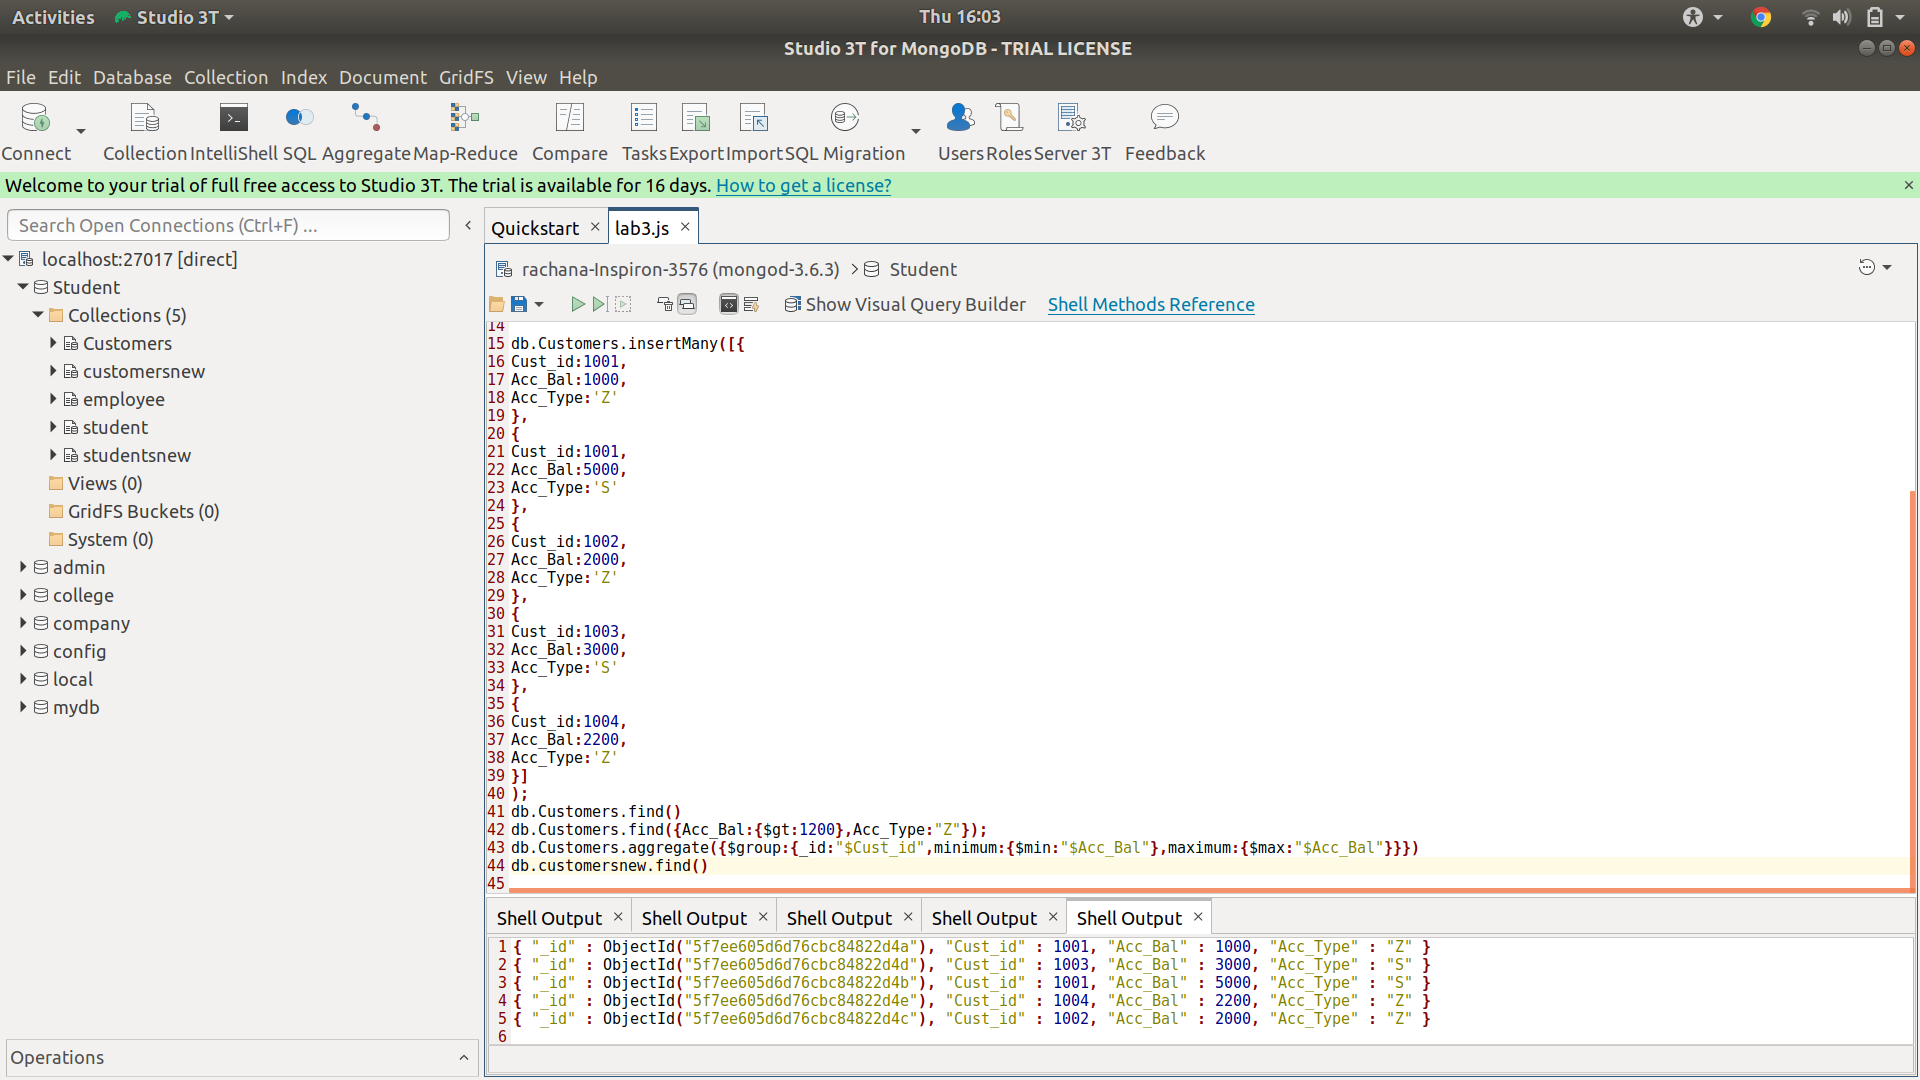 Activities Studio 3T Thu 16:03
Studio 3T for MongoDB - TRIAL LICENSE
File Edit Database Collection Index Document GridFS View Help
Connect Collection IntelliShell SQL Aggregate Map-Reduce Compare Tasks Export Import SQL Migration Users Roles Server 3T Feedback
Welcome to your trial of full free access to Studio 3T. The trial is available for 16 days. How to get a license?
Search Open Connections (Ctrl+F) ...
localhost:27017 [direct]
Student
Collections (5)
Customers
customersnew
employee
student
studentsnew
Views (0)
GridFS Buckets (0)
System (0)
admin
college
company
config
local
mydb
Operations
Quickstart lab3.js
rachana-Inspiron-3576 (mongod-3.6.3) > Student
Show Visual Query Builder Shell Methods Reference
14
15 db.Customers.insertMany([{
16 Cust_id:1001,
17 Acc_Bal:1000,
18 Acc_Type:'Z'
19 },
20 {
21 Cust_id:1001,
22 Acc_Bal:5000,
23 Acc_Type:'S'
24 },
25 {
26 Cust_id:1002,
27 Acc_Bal:2000,
28 Acc_Type:'Z'
29 },
30 {
31 Cust_id:1003,
32 Acc_Bal:3000,
33 Acc_Type:'S'
34 },
35 {
36 Cust_id:1004,
37 Acc_Bal:2200,
38 Acc_Type:'Z'
39 }]
40 );
41 db.Customers.find()
42 db.Customers.find({Acc_Bal:{$gt:1200},Acc_Type:"Z"});
43 db.Customers.aggregate({$group:{_id:"$Cust_id",minimum:{$min:"$Acc_Bal"},maximum:{$max:"$Acc_Bal"}}})
44 db.customersnew.find()
45
Shell Output Shell Output Shell Output Shell Output Shell Output
1 { "_id" : ObjectId("5f7ee605d6d76cbc84822d4a"), "Cust_id" : 1001, "Acc_Bal" : 1000, "Acc_Type" : "Z" }
2 { "_id" : ObjectId("5f7ee605d6d76cbc84822d4d"), "Cust_id" : 1003, "Acc_Bal" : 3000, "Acc_Type" : "S" }
3 { "_id" : ObjectId("5f7ee605d6d76cbc84822d4b"), "Cust_id" : 1001, "Acc_Bal" : 5000, "Acc_Type" : "S" }
4 { "_id" : ObjectId("5f7ee605d6d76cbc84822d4e"), "Cust_id" : 1004, "Acc_Bal" : 2200, "Acc_Type" : "Z" }
5 { "_id" : ObjectId("5f7ee605d6d76cbc84822d4c"), "Cust_id" : 1002, "Acc_Bal" : 2000, "Acc_Type" : "Z" }
6